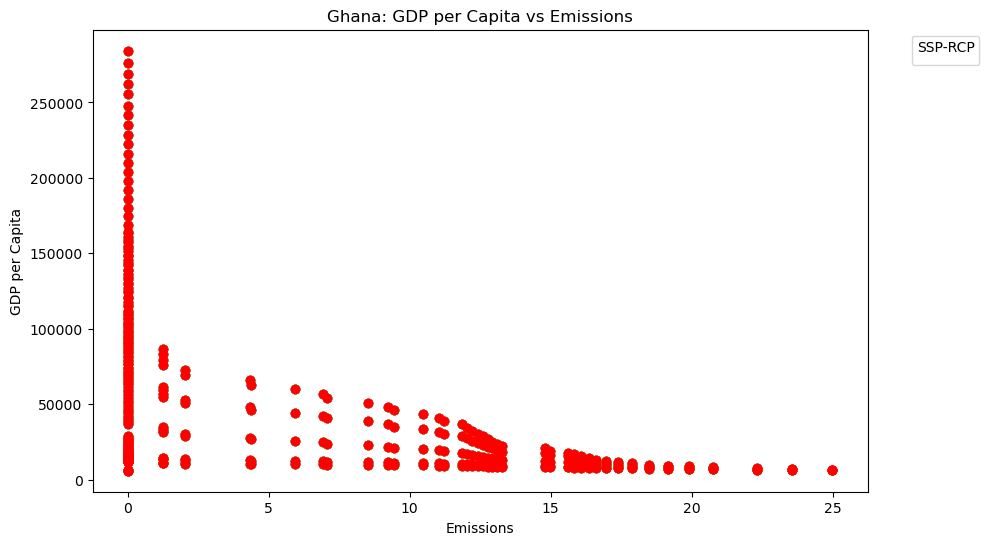 Ghana: GDP per Capita vs Emissions
SSP-RCP
250000
200000
150000
100000
50000
0
GDP per Capita
0 5 10 15 20 25
Emissions